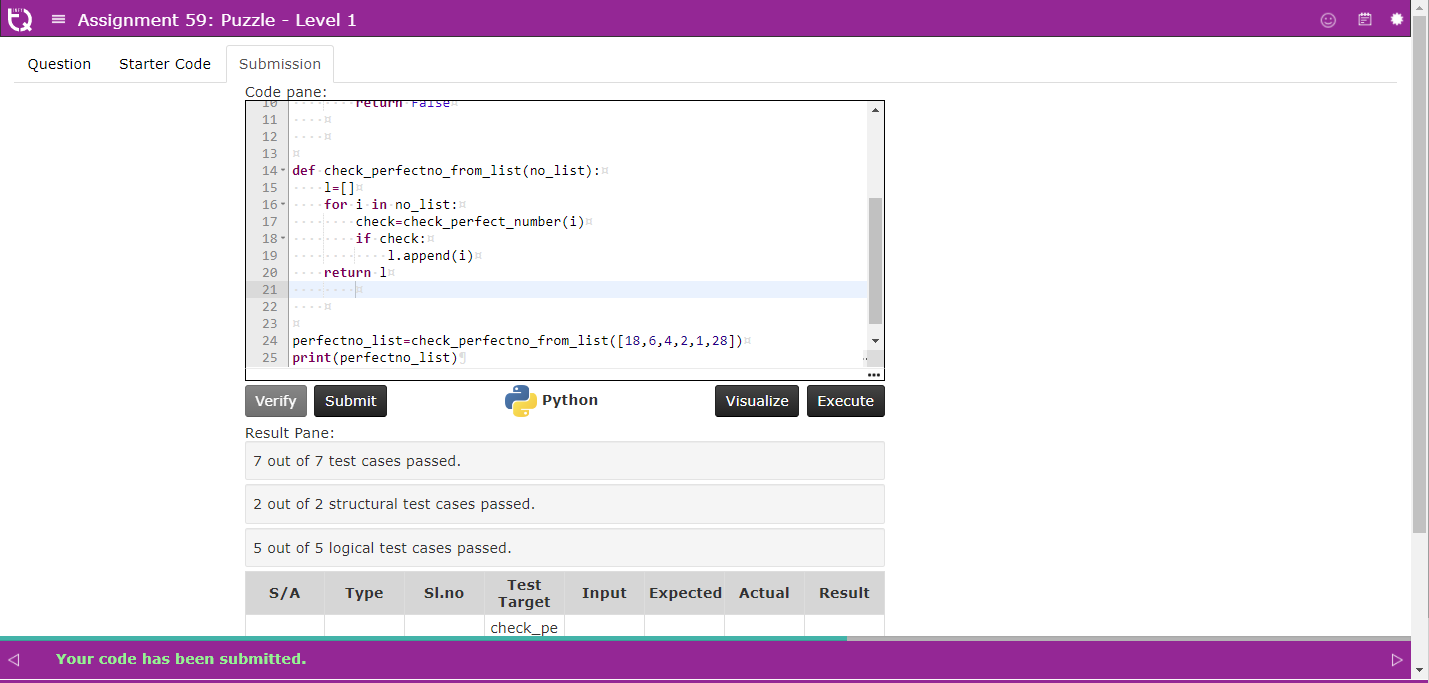 Assignment 59: Puzzle - Level 1
Question Starter Code Submission
Code pane:
10 return False
11
12
13
14 def check_perfectno_from_list(no_list):
15 l=[]
16 for i in no_list:
17 check=check_perfect_number(i)
18 if check:
19 l.append(i)
20 return l
21
22
23
24 perfectno_list=check_perfectno_from_list([18,6,4,2,1,28])
25 print(perfectno_list)
Verify Submit Python Visualize Execute
Result Pane:
7 out of 7 test cases passed.
2 out of 2 structural test cases passed.
5 out of 5 logical test cases passed.
S/A Type Sl.no Test Target Input Expected Actual Result
check_pe
Your code has been submitted.